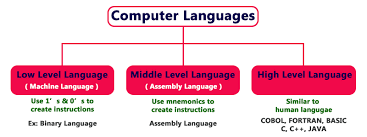 Computer Languages
Low Level Language
( Machine Language )
Use 1's & 0's to
create instructions
Ex: Binary Language
Middle Level Language
( Assembly Language )
Use mnemonics to
create instructions
Assembly Language
High Level Language
Similar to
human langugae
COBOL, FORTRAN, BASIC
C, C++, JAVA